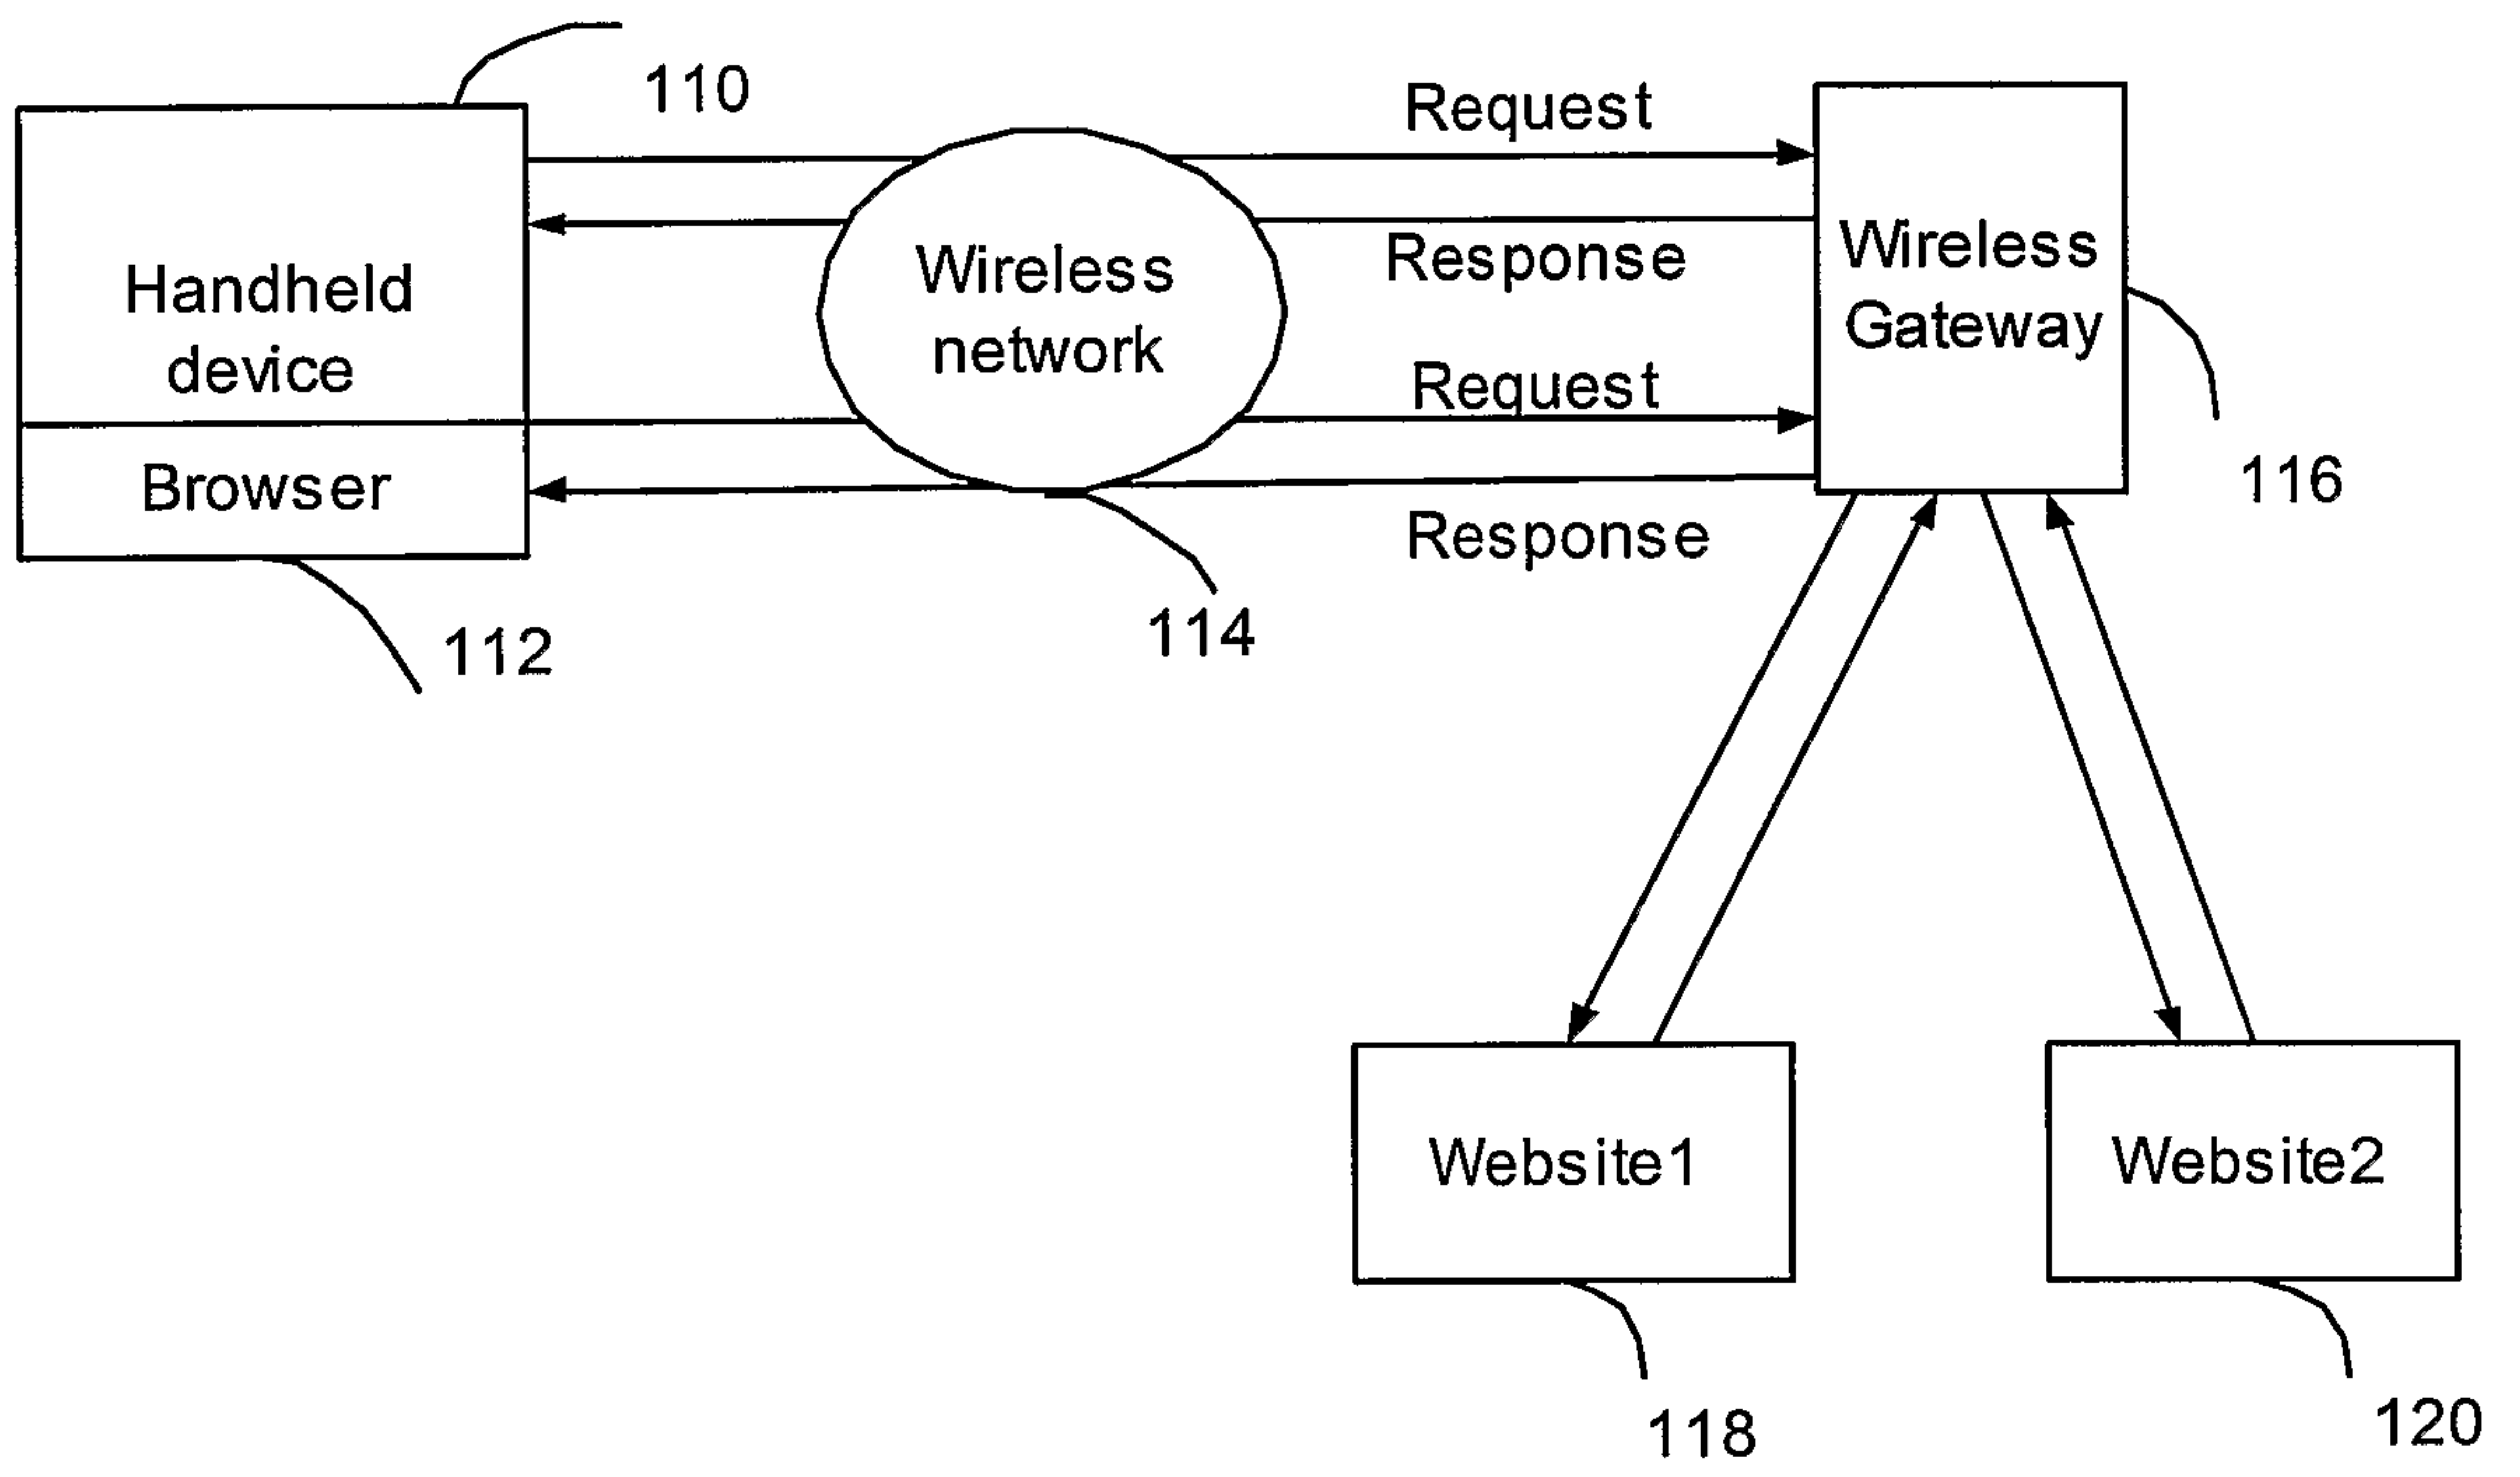 110
Request
Handheld
device
Wireless
network
Response
Wireless
Gateway
Request
Browser
Response
116
112
114
Website1
Website2
118
120